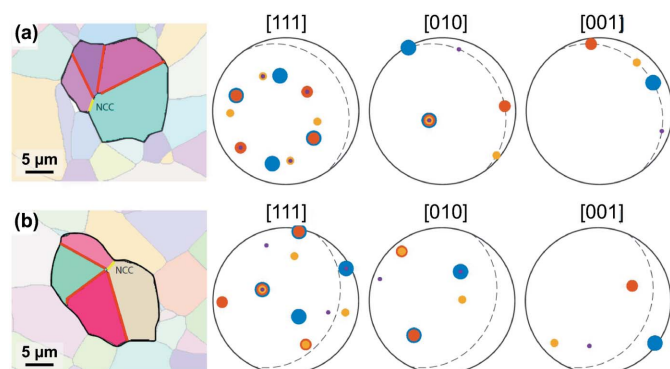 (a) [111] [010] [001]
NCC
5 μm
(b) [111] [010] [001]
NCC
5 μm